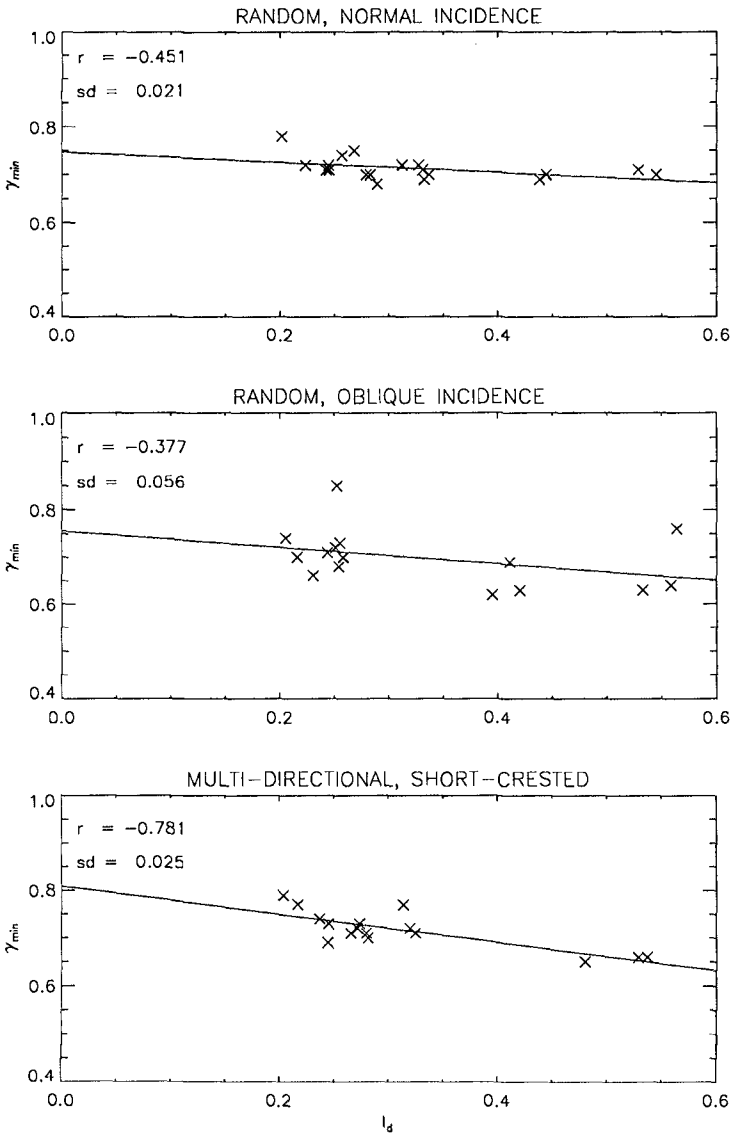 RANDOM, NORMAL INCIDENCE
1.0
r = −0.451
sd = 0.021
0.8
γmin
0.6
0.4
0.0 0.2 0.4 0.6
RANDOM, OBLIQUE INCIDENCE
1.0
r = −0.377
sd = 0.056
0.8
γmin
0.6
0.4
0.0 0.2 0.4 0.6
MULTI−DIRECTIONAL, SHORT−CRESTED
1.0
r = −0.781
sd = 0.025
0.8
γmin
0.6
0.4
0.0 0.2 0.4 0.6
Id